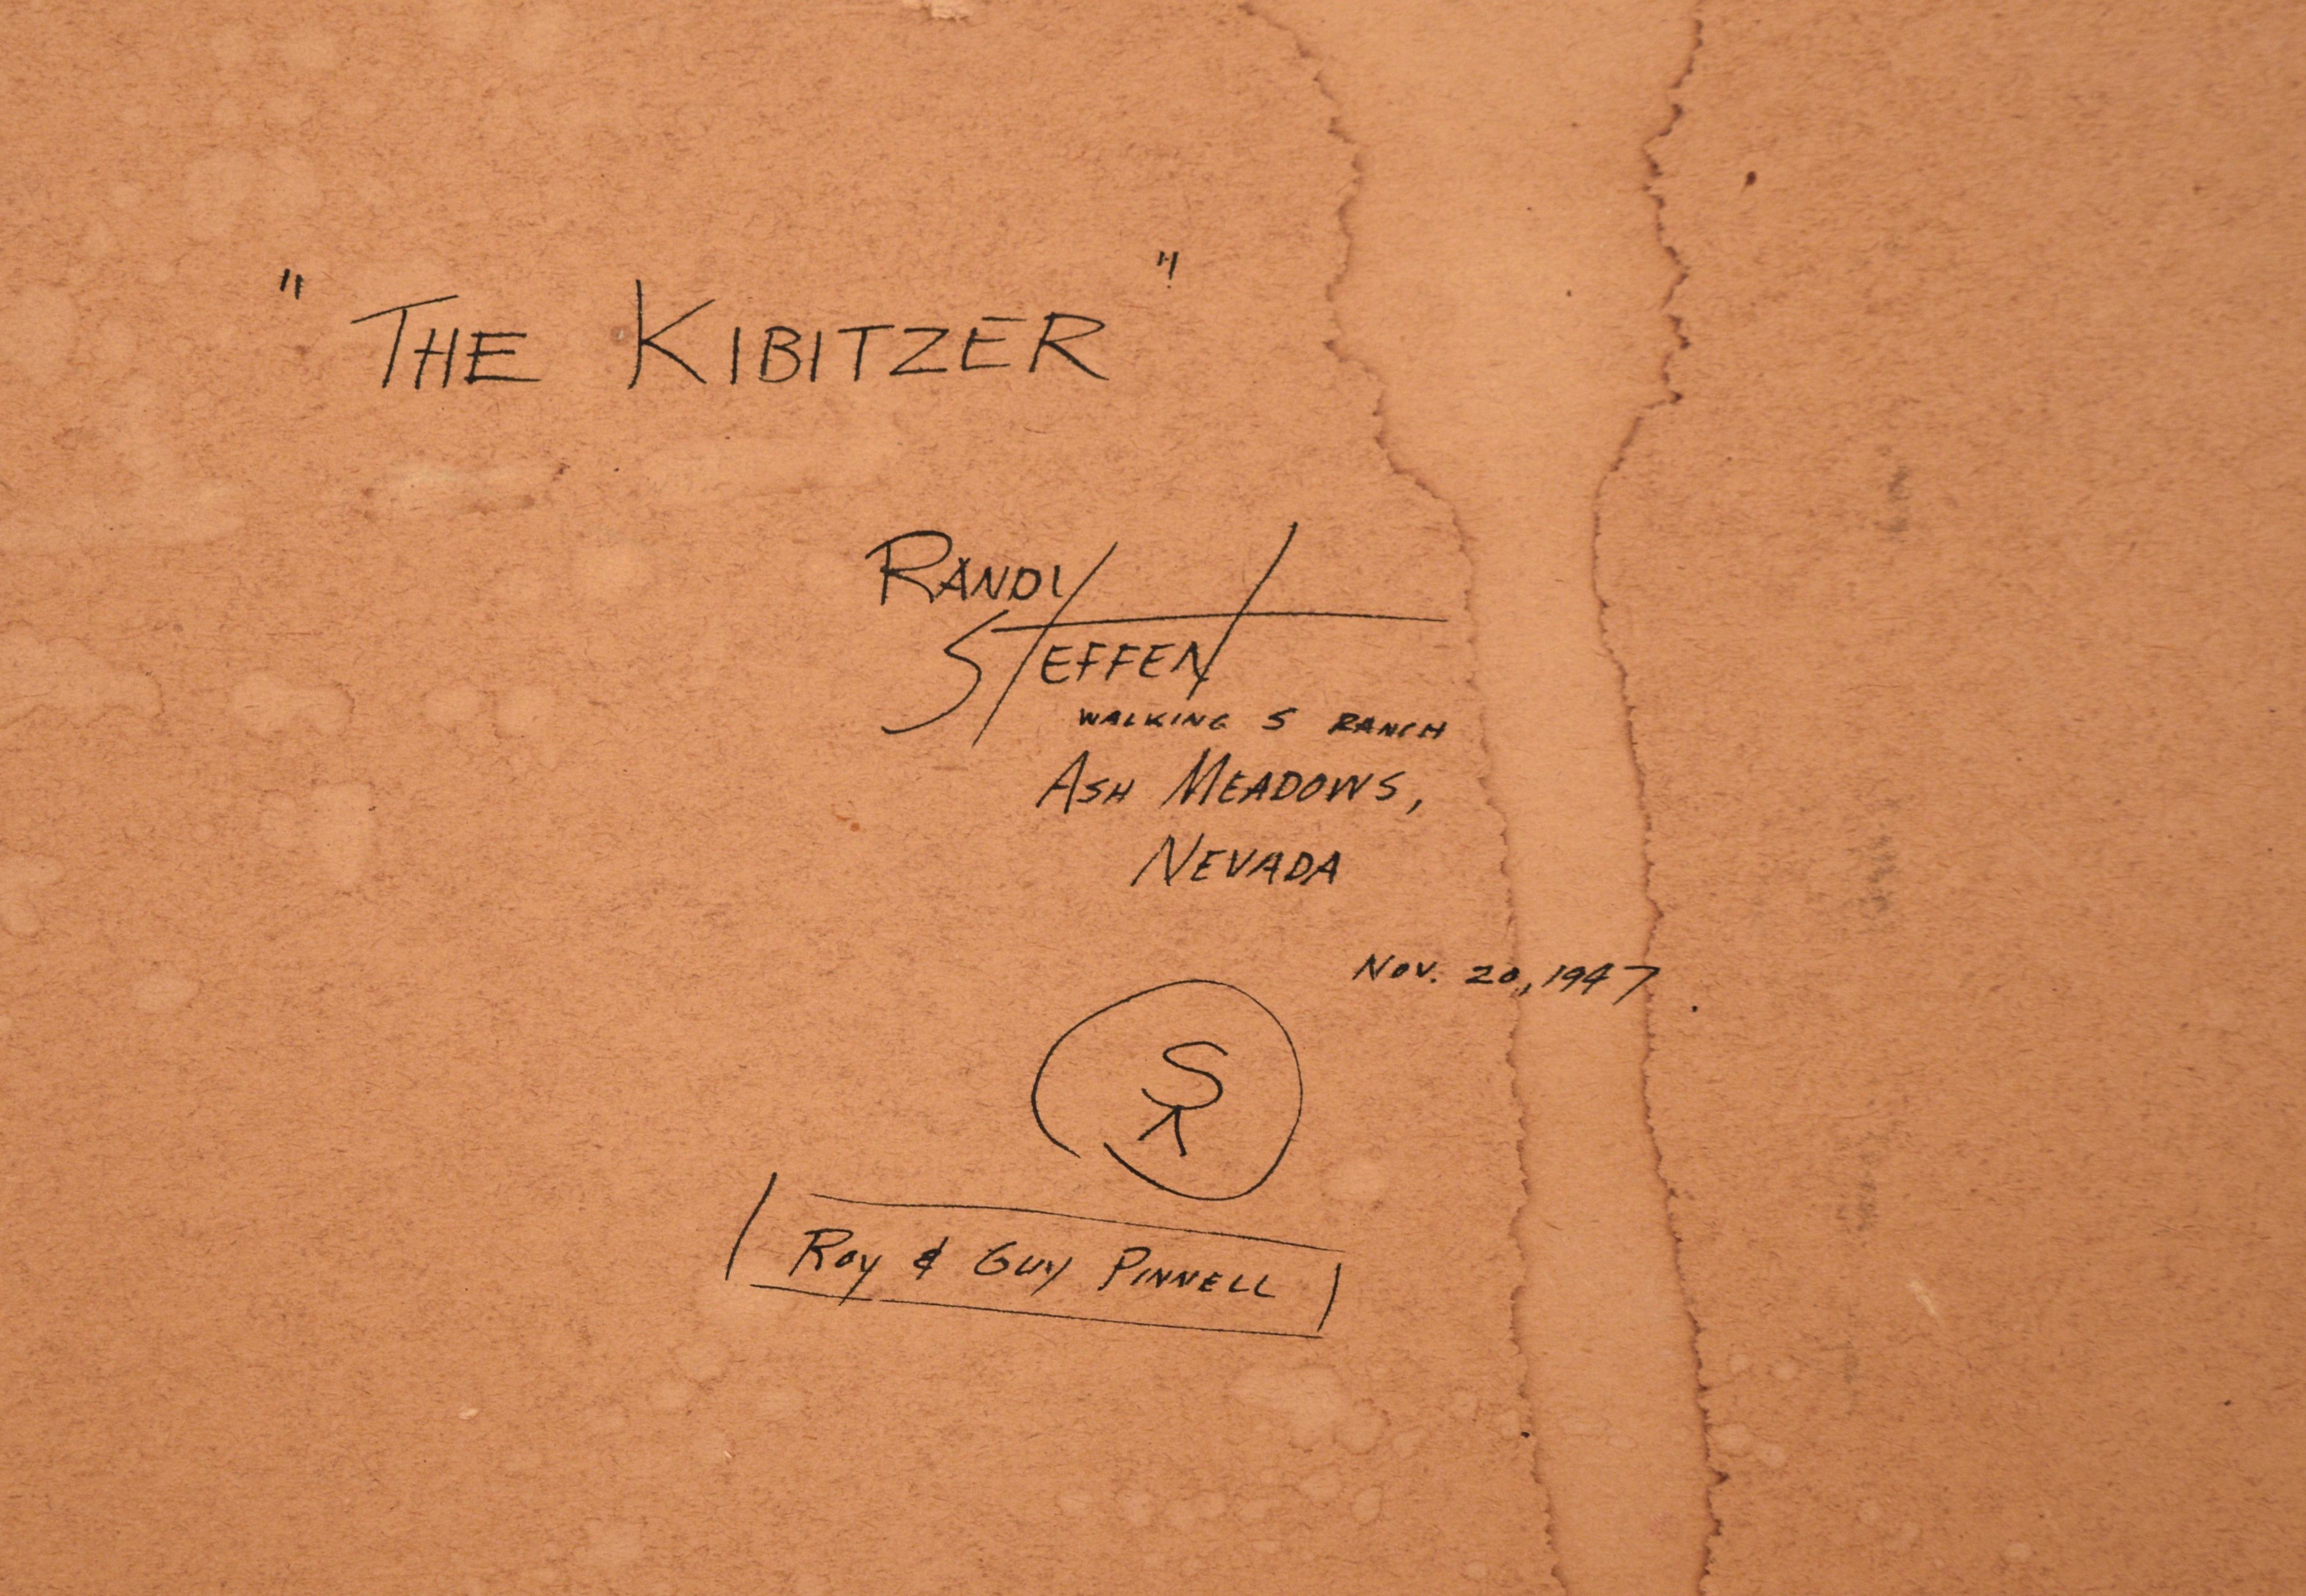 "THE KIBITZER"
RANDY
STEFFEN
WALKING S RANCH
ASH MEADOWS,
NEVADA
NOV. 20, 1947.
S
ROY & GUY PINNELL